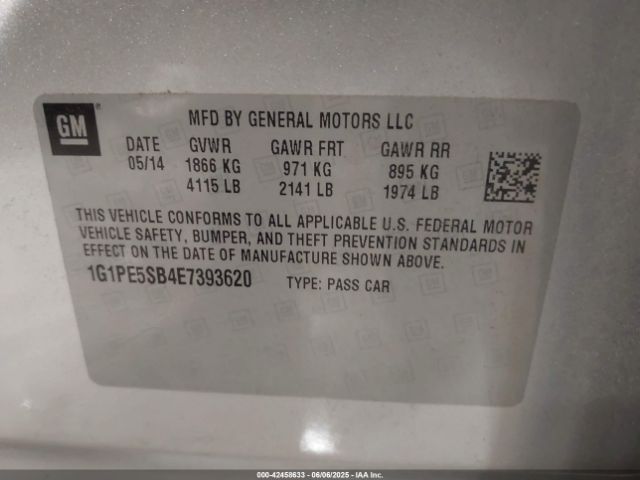 GM®
MFD BY GENERAL MOTORS LLC
DATE GVWR GAWR FRT GAWR RR
05/14 1866 KG 971 KG 895 KG
4115 LB 2141 LB 1974 LB
THIS VEHICLE CONFORMS TO ALL APPLICABLE U.S. FEDERAL MOTOR
VEHICLE SAFETY, BUMPER, AND THEFT PREVENTION STANDARDS IN
EFFECT ON THE DATE OF MANUFACTURE SHOWN ABOVE.
1G1PE5SB4E7393620 TYPE: PASS CAR
000-42458633 - 06/06/2025 - IAA Inc.